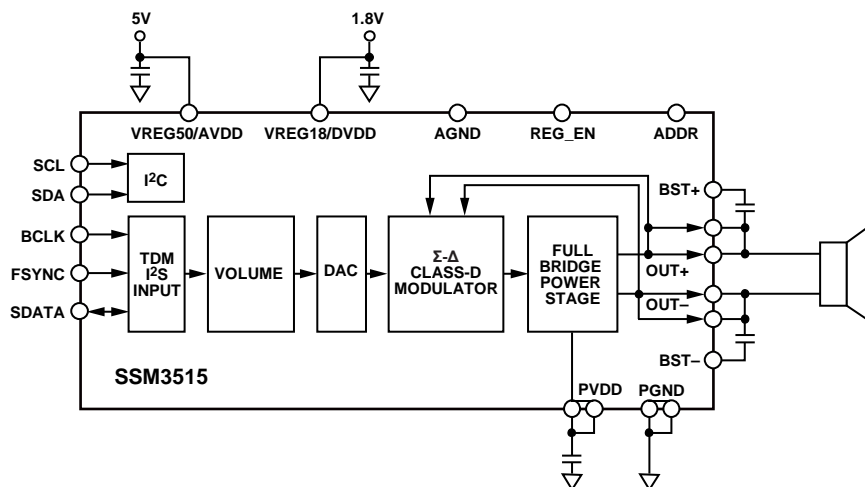 5V
1.8V
VREG50/AVDD
VREG18/DVDD
AGND
REG_EN
ADDR
SCL
SDA
I²C
BST+
BCLK
FSYNC
SDATA
TDM
I²S
INPUT
VOLUME
DAC
Σ-Δ
CLASS-D
MODULATOR
FULL
BRIDGE
POWER
STAGE
OUT+
OUT–
BST–
SSM3515
PVDD
PGND